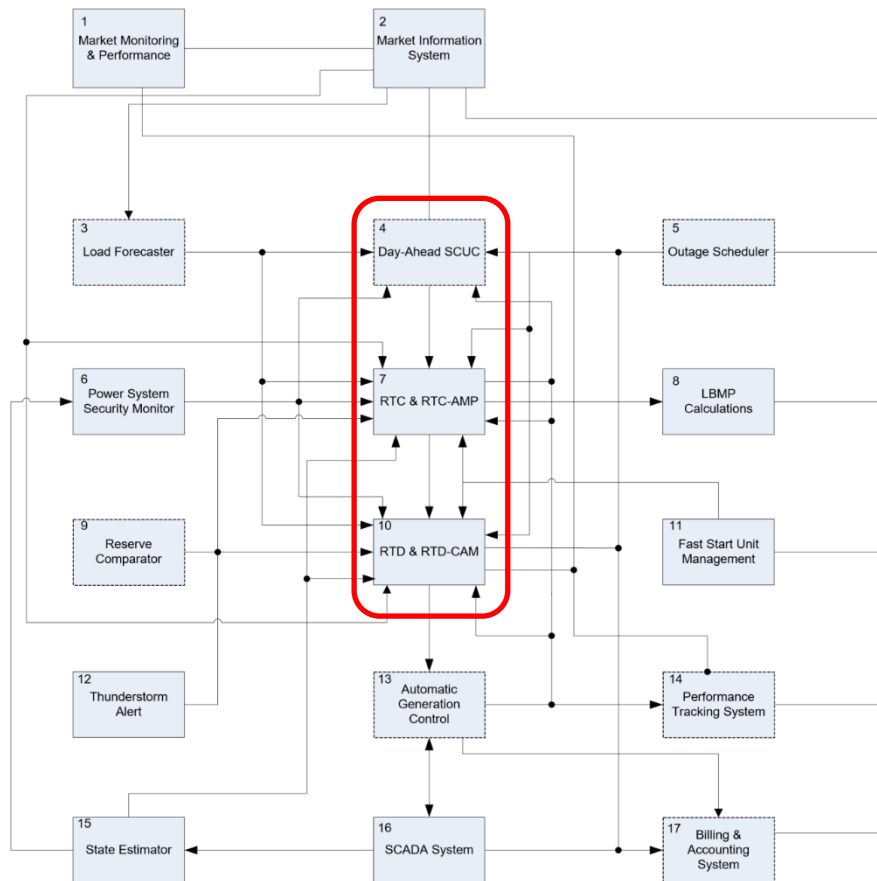 1
Market Monitoring
& Performance
2
Market Information
System
3
Load Forecaster
4
Day-Ahead SCUC
5
Outage Scheduler
6
Power System
Security Monitor
7
RTC & RTC-AMP
8
LBMP
Calculations
9
Reserve
Comparator
10
RTD & RTD-CAM
11
Fast Start Unit
Management
12
Thunderstorm
Alert
13
Automatic
Generation
Control
14
Performance
Tracking System
15
State Estimator
16
SCADA System
17
Billing &
Accounting
System